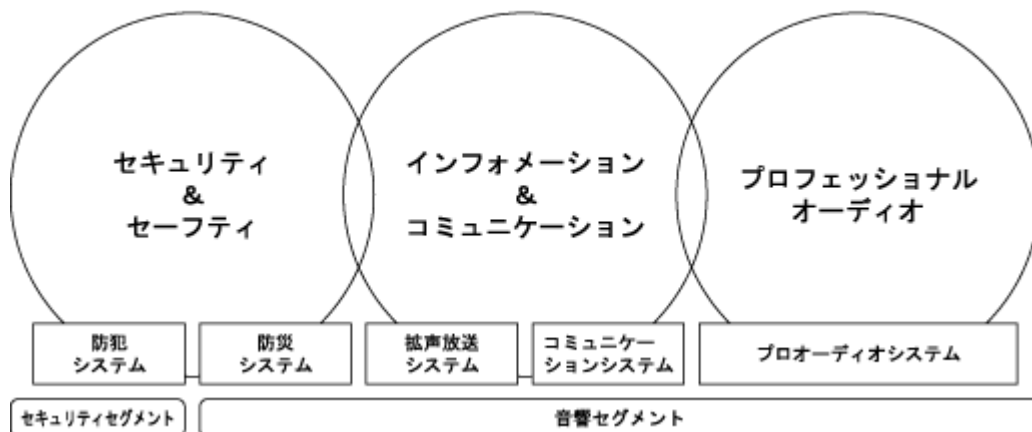 セキュリティ
&
セーフティ
インフォメーション
&
コミュニケーション
プロフェッショナル
オーディオ
防犯
システム
防災
システム
拡声放送
システム
コミュニケー
ションシステム
プロオーディオシステム
セキュリティセグメント
音響セグメント